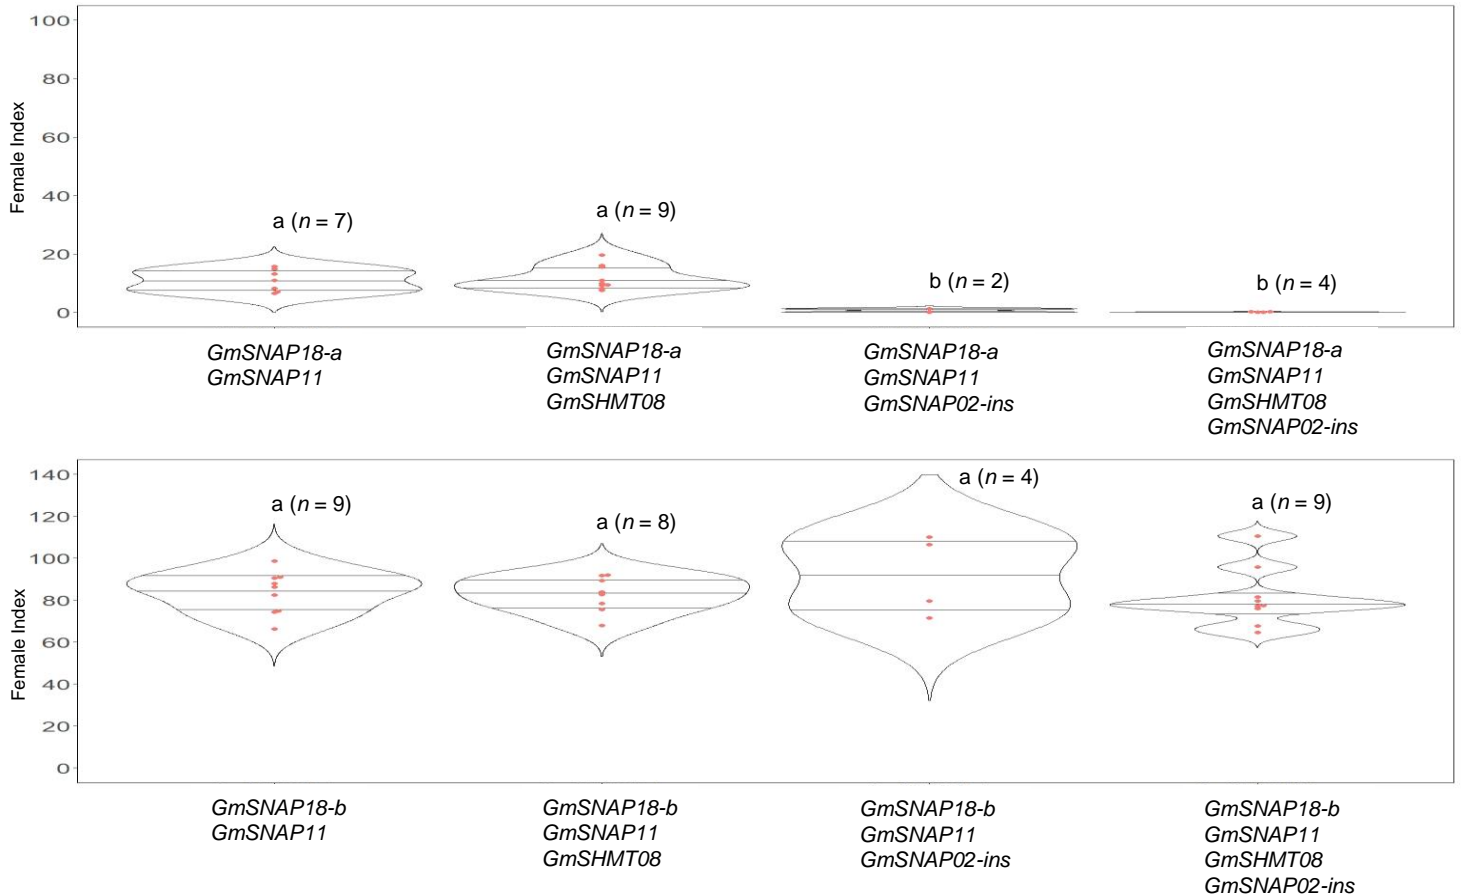 100
80
60
40
20
0
Female Index
a (n = 7)
a (n = 9)
b (n = 2)
b (n = 4)
GmSNAP18-a
GmSNAP11
GmSNAP18-a
GmSNAP11
GmSHMT08
GmSNAP18-a
GmSNAP11
GmSNAP02-ins
GmSNAP18-a
GmSNAP11
GmSHMT08
GmSNAP02-ins
140
120
100
80
60
40
20
0
Female Index
a (n = 9)
a (n = 8)
a (n = 4)
a (n = 9)
GmSNAP18-b
GmSNAP11
GmSNAP18-b
GmSNAP11
GmSHMT08
GmSNAP18-b
GmSNAP11
GmSNAP02-ins
GmSNAP18-b
GmSNAP11
GmSHMT08
GmSNAP02-ins